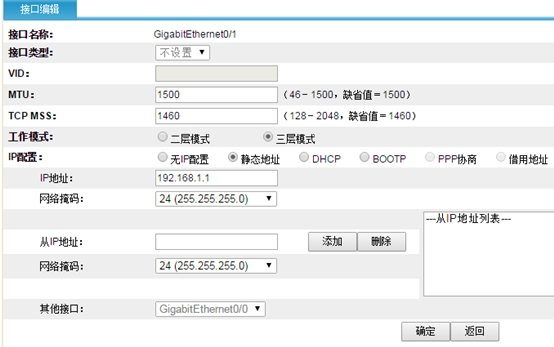 接口编辑
接口名称： GigabitEthernet0/1
接口类型： 不设置
VID：
MTU： 1500 （46－1500，缺省值＝1500）
TCP MSS： 1460 （128－2048，缺省值＝1460）
工作模式： 二层模式 三层模式
IP配置： 无IP配置 静态地址 DHCP BOOTP PPP协商 借用地址
IP地址： 192.168.1.1
网络掩码： 24 (255.255.255.0)
---从IP地址列表---
从IP地址： 添加 删除
网络掩码： 24 (255.255.255.0)
其他接口： GigabitEthernet0/0
确定 返回